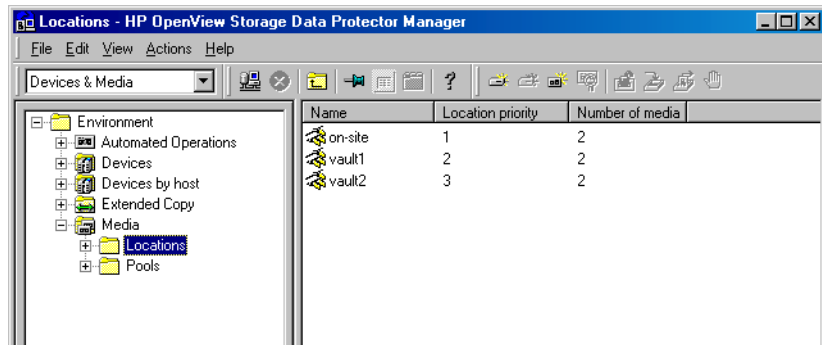 Locations - HP OpenView Storage Data Protector Manager
File Edit View Actions Help
Devices & Media
Environment
Automated Operations
Devices
Devices by host
Extended Copy
Media
Locations
Pools
Name Location priority Number of media
on-site 1 2
vault1 2 2
vault2 3 2